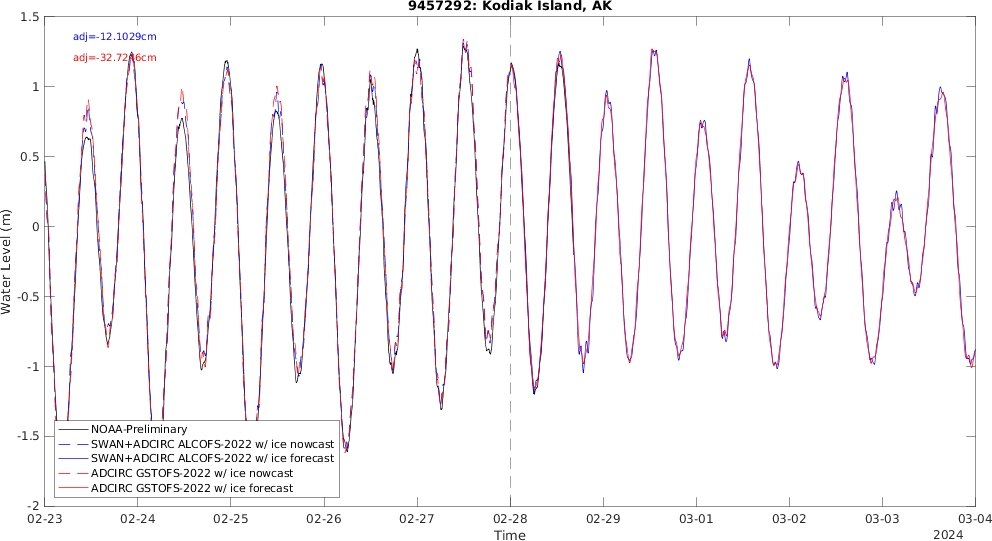 9457292: Kodiak Island, AK
adj=-12.1029cm
adj=-32.7246cm
1.5
1
0.5
0
-0.5
-1
-1.5
-2
Water Level (m)
NOAA-Preliminary
SWAN+ADCIRC ALCOFS-2022 w/ ice nowcast
SWAN+ADCIRC ALCOFS-2022 w/ ice forecast
ADCIRC GSTOFS-2022 w/ ice nowcast
ADCIRC GSTOFS-2022 w/ ice forecast
02-23 02-24 02-25 02-26 02-27 02-28 02-29 03-01 03-02 03-03 03-04
Time
2024